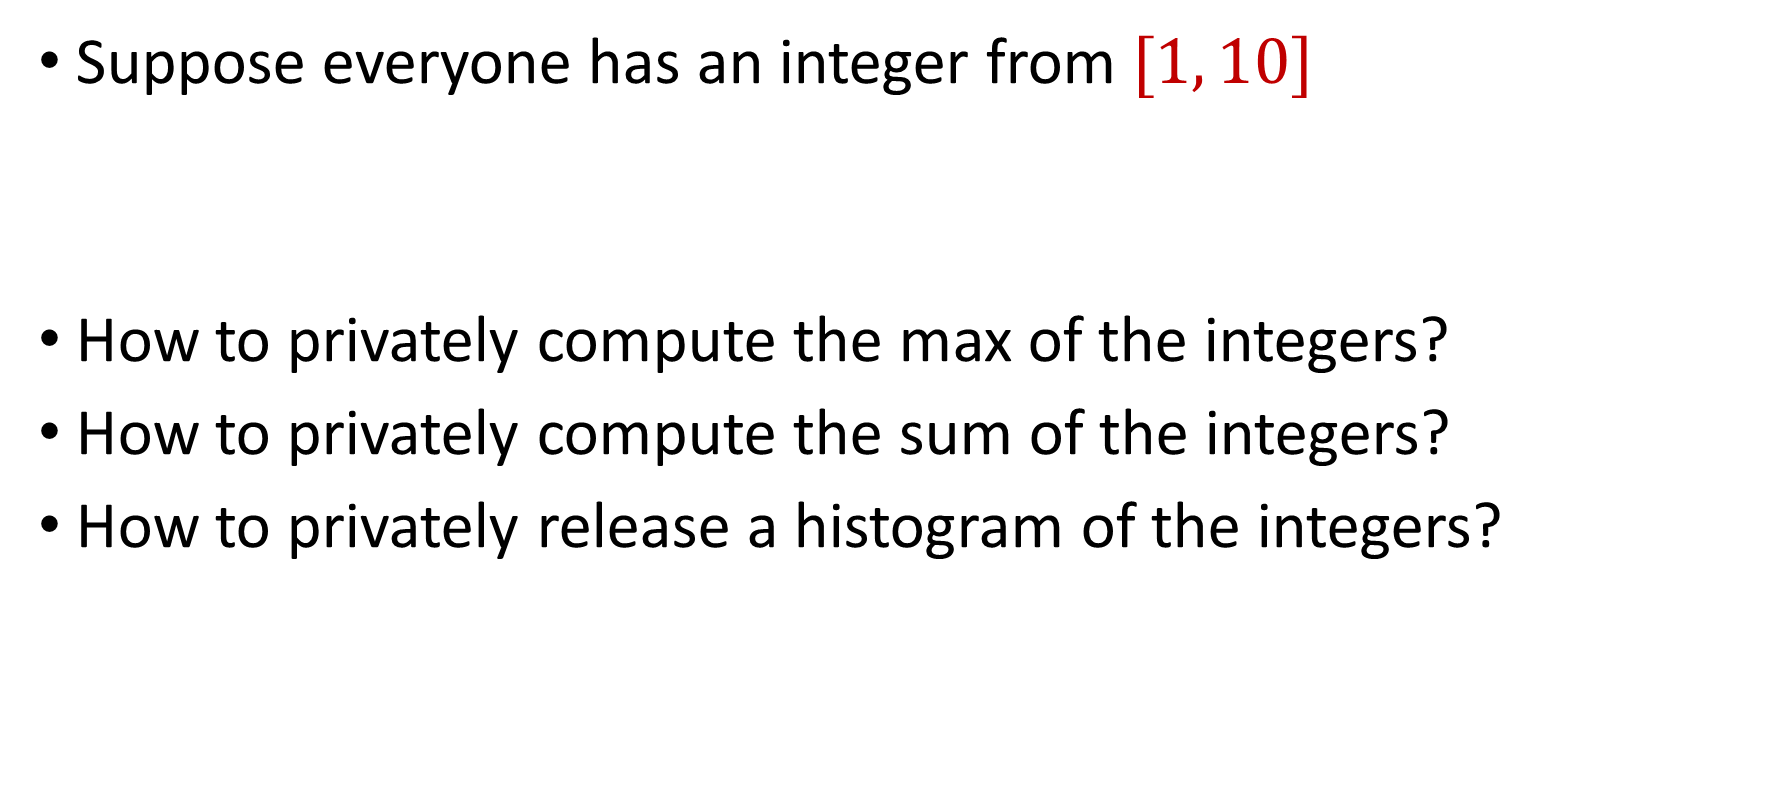 • Suppose everyone has an integer from [1, 10]
• How to privately compute the max of the integers?
• How to privately compute the sum of the integers?
• How to privately release a histogram of the integers?